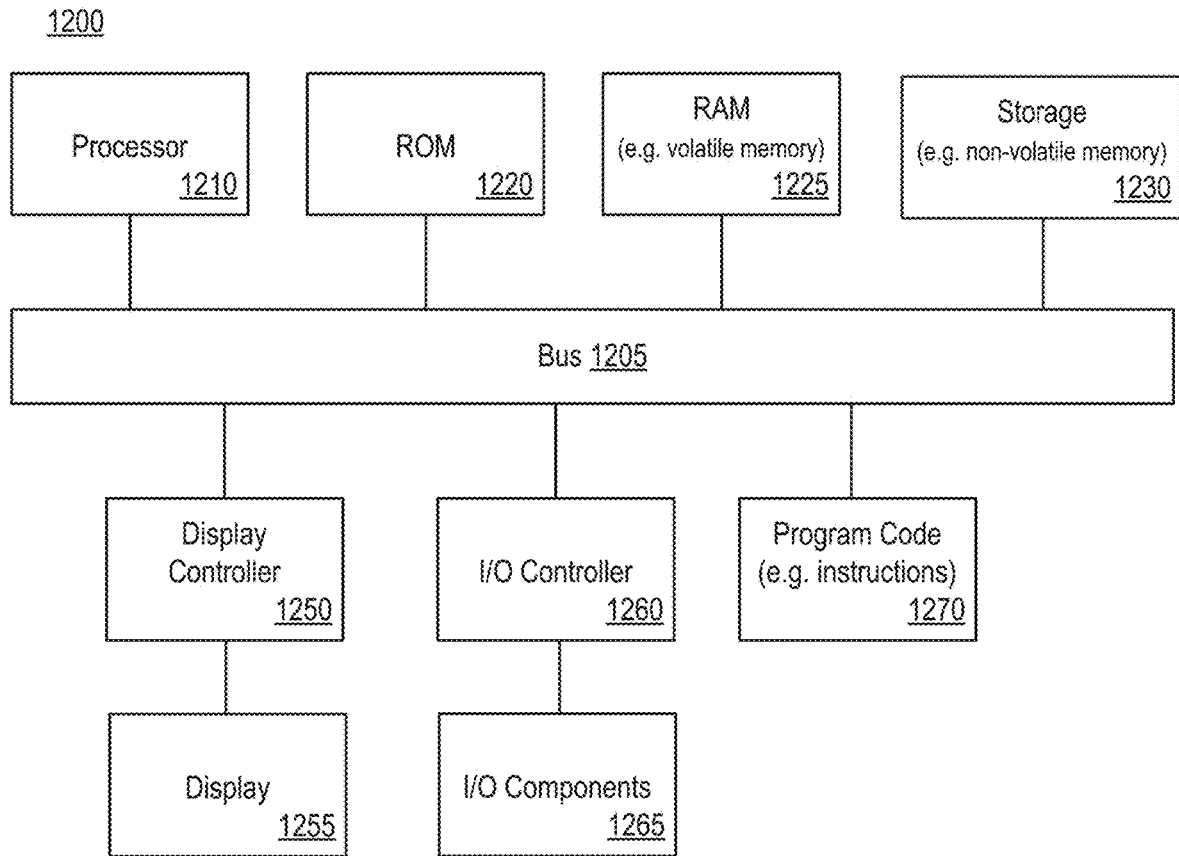 1200
Processor
1210
ROM
1220
RAM
(e.g. volatile memory)
1225
Storage
(e.g. non-volatile memory)
1230
Bus 1205
Display
Controller
1250
I/O Controller
1260
Program Code
(e.g. instructions)
1270
Display
1255
I/O Components
1265